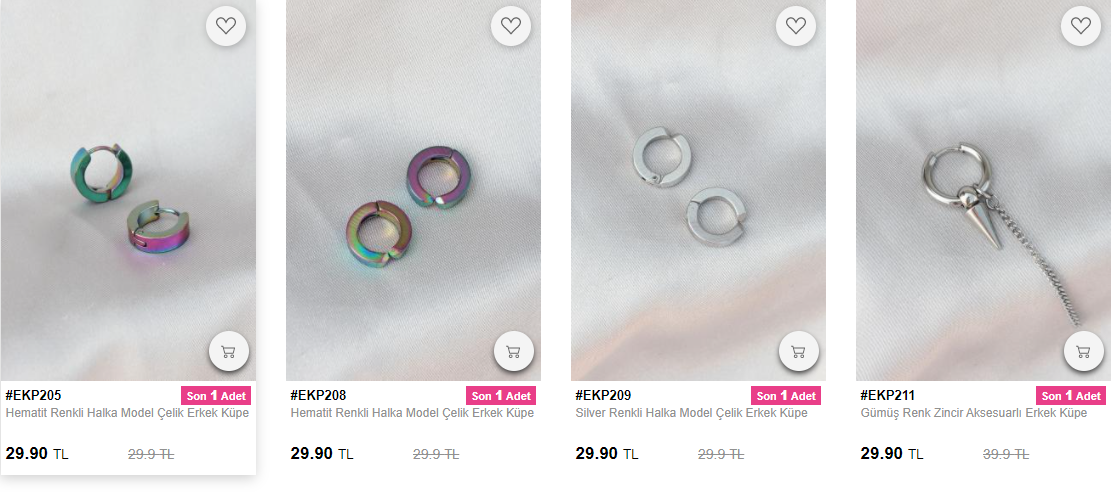 #EKP205 Son 1 Adet
Hematit Renkli Halka Model Çelik Erkek Küpe
29.90 TL 29.9 TL
#EKP208 Son 1 Adet
Hematit Renkli Halka Model Çelik Erkek Küpe
29.90 TL 29.9 TL
#EKP209 Son 1 Adet
Silver Renkli Halka Model Çelik Erkek Küpe
29.90 TL 29.9 TL
#EKP211 Son 1 Adet
Gümüş Renk Zincir Aksesuarlı Erkek Küpe
29.90 TL 39.9 TL